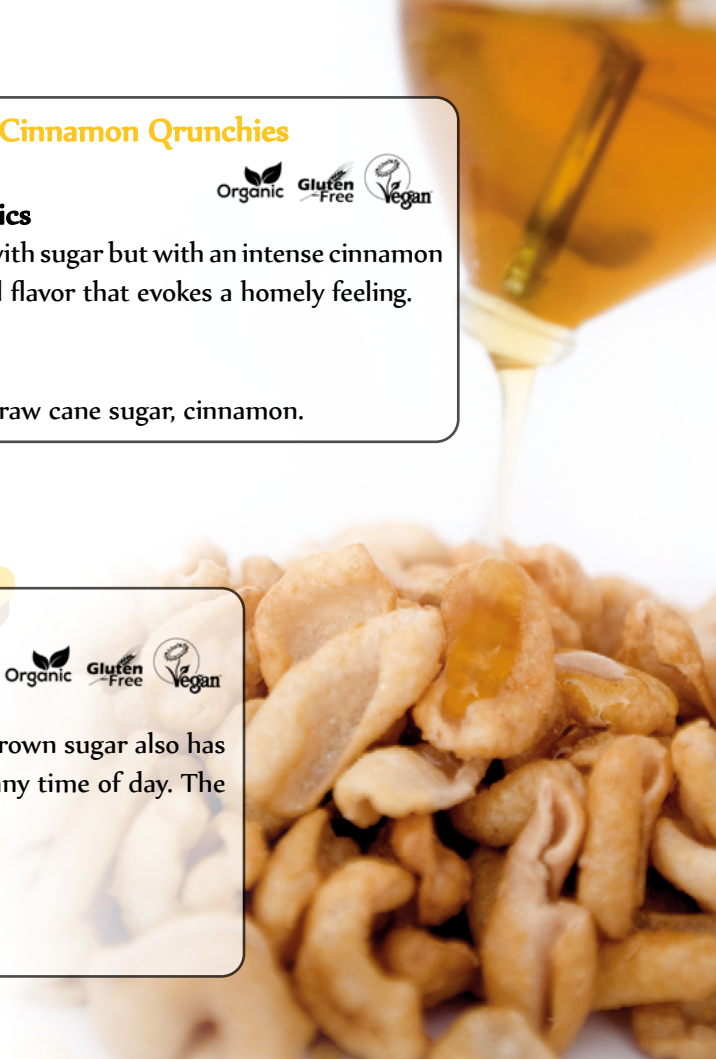 Cinnamon Qrunchies
Organic Gluten Free Vegan
ics
with sugar but with an intense cinnamon
flavor that evokes a homely feeling.
raw cane sugar, cinnamon.
Organic Gluten Free Vegan
rown sugar also has
any time of day. The